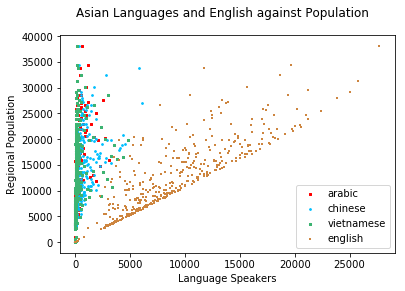 Asian Languages and English against Population
40000
35000
30000
25000
20000
15000
10000
5000
0
Regional Population
arabic
chinese
vietnamese
english
0 5000 10000 15000 20000 25000
Language Speakers